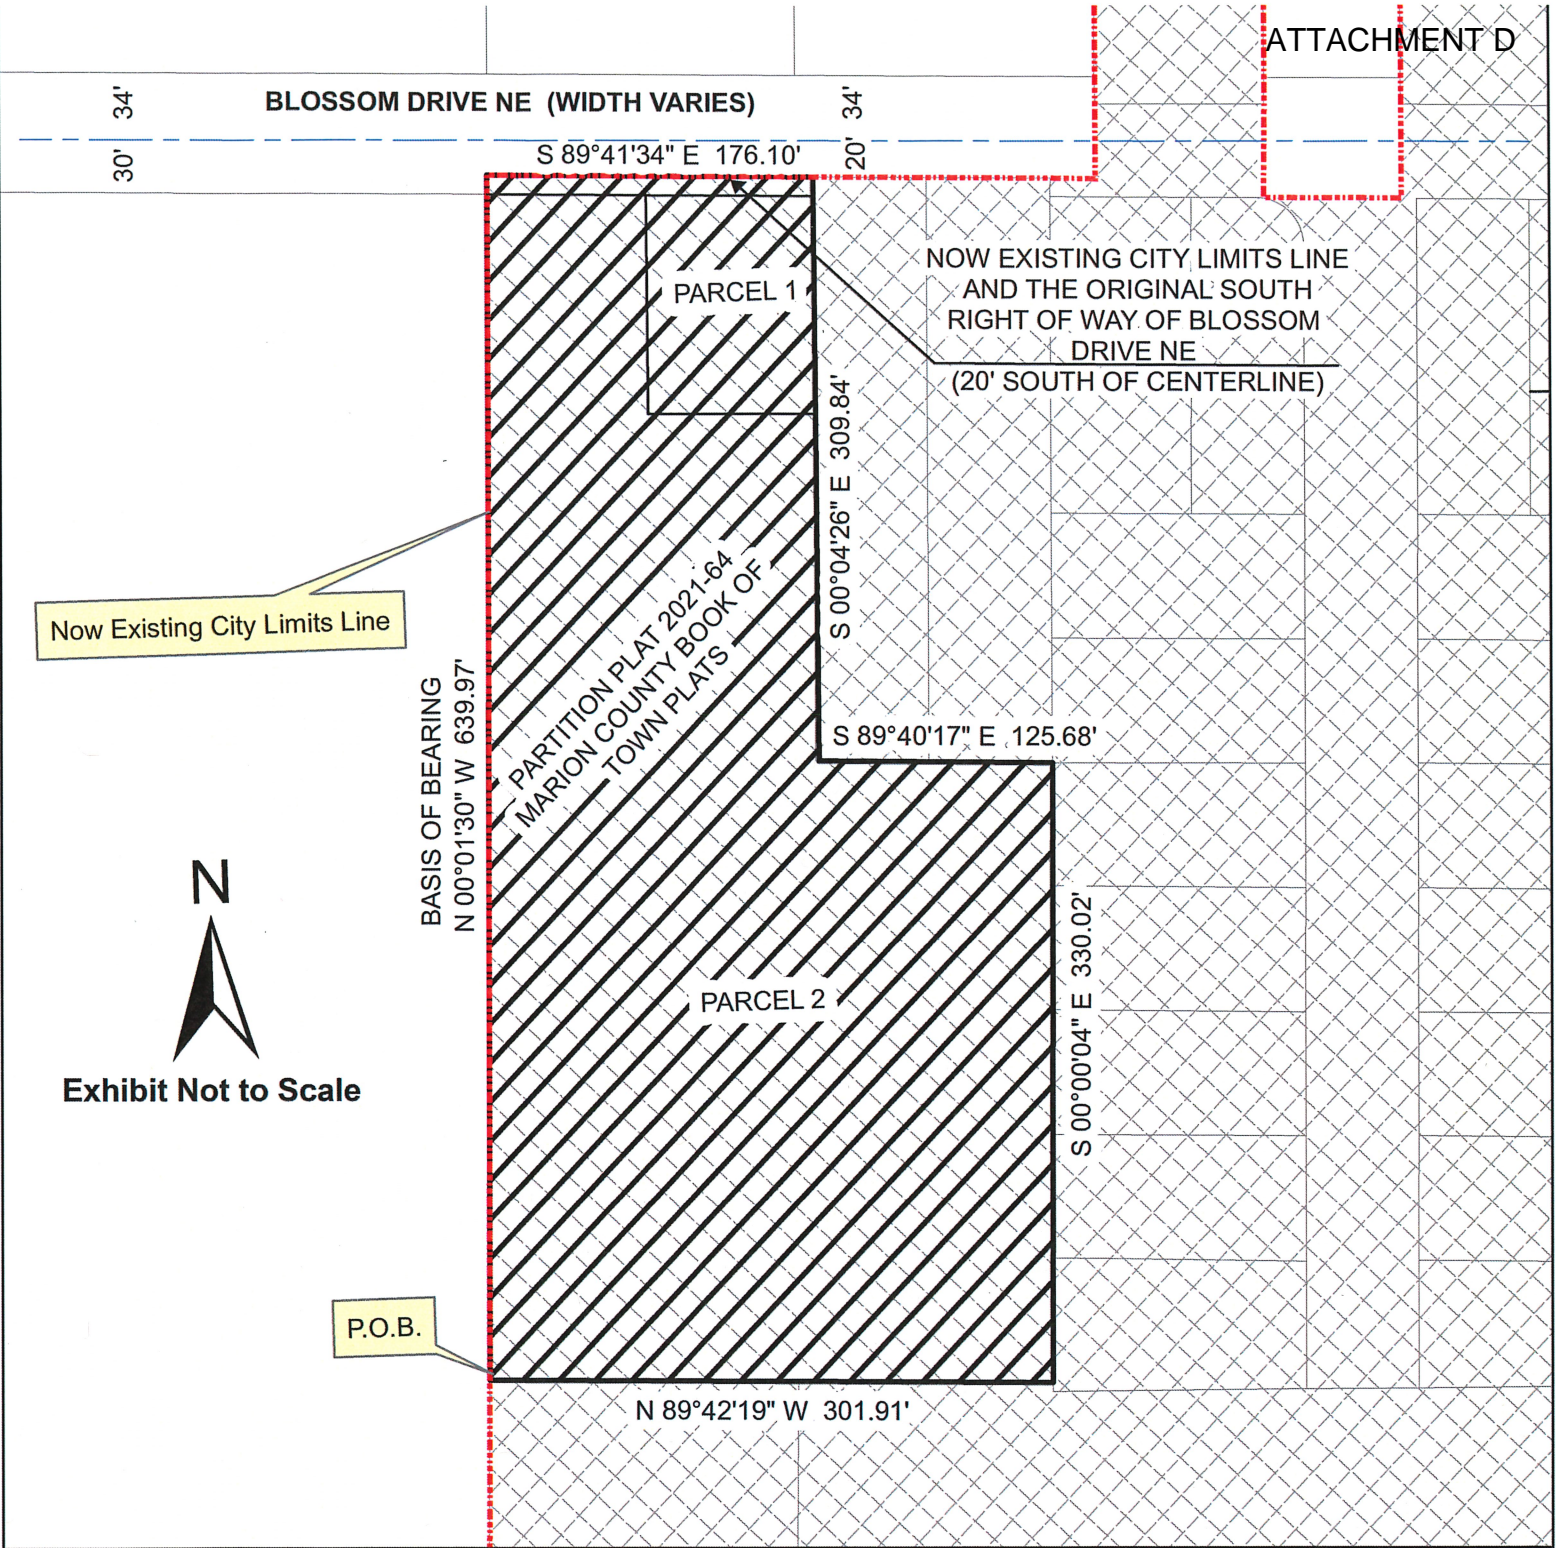 ATTACHMENT D
34'
BLOSSOM DRIVE NE (WIDTH VARIES)
34'
30'
S 89°41'34" E 176.10'
20'
NOW EXISTING CITY LIMITS LINE
AND THE ORIGINAL SOUTH
RIGHT OF WAY OF BLOSSOM
DRIVE NE
(20' SOUTH OF CENTERLINE)
PARCEL 1
S 00°04'26" E 309.84'
Now Existing City Limits Line
PARTITION PLAT 2021-64
MARION COUNTY BOOK OF
TOWN PLATS
BASIS OF BEARING
N 00°01'30" W 639.97'
S 89°40'17" E 125.68'
N
PARCEL 2
S 00°00'04" E 330.02'
Exhibit Not to Scale
P.O.B.
N 89°42'19" W 301.91'